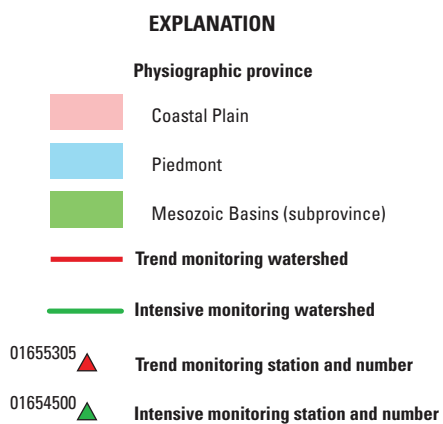 EXPLANATION
Physiographic province
Coastal Plain
Piedmont
Mesozoic Basins (subprovince)
Trend monitoring watershed
Intensive monitoring watershed
01655305 Trend monitoring station and number
01654500 Intensive monitoring station and number